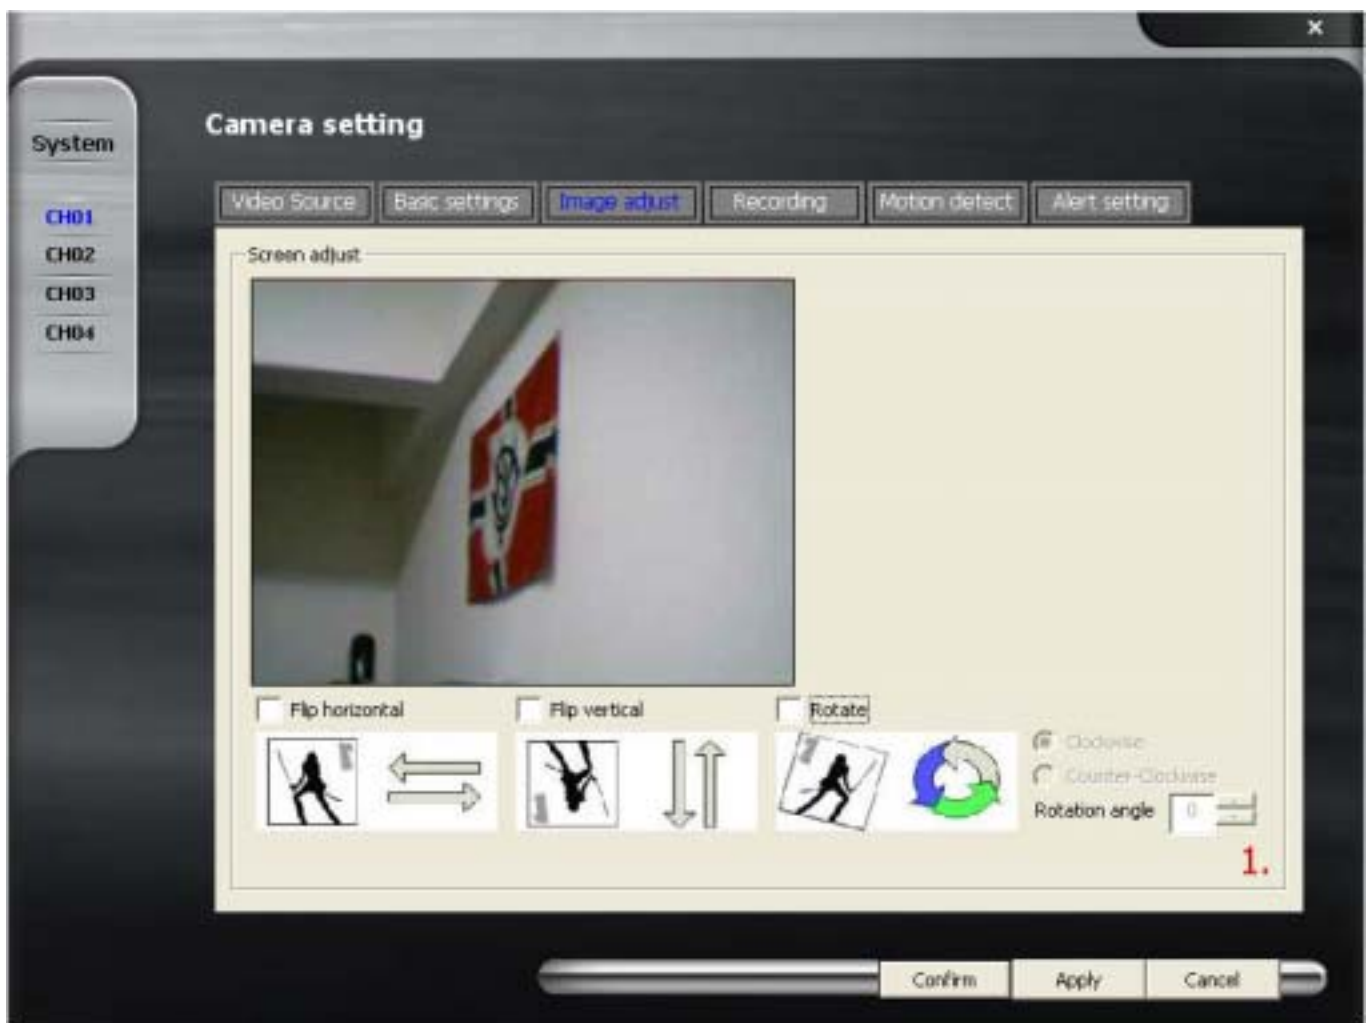 x
Camera setting
System
Video Source Basic settings Image adjust Recording Motion detect Alert setting
CH01
CH02
CH03
CH04
Screen adjust
Flip horizontal Flip vertical Rotate
Clockwise
Counter-Clockwise
Rotation angle 0
1.
Confirm Apply Cancel